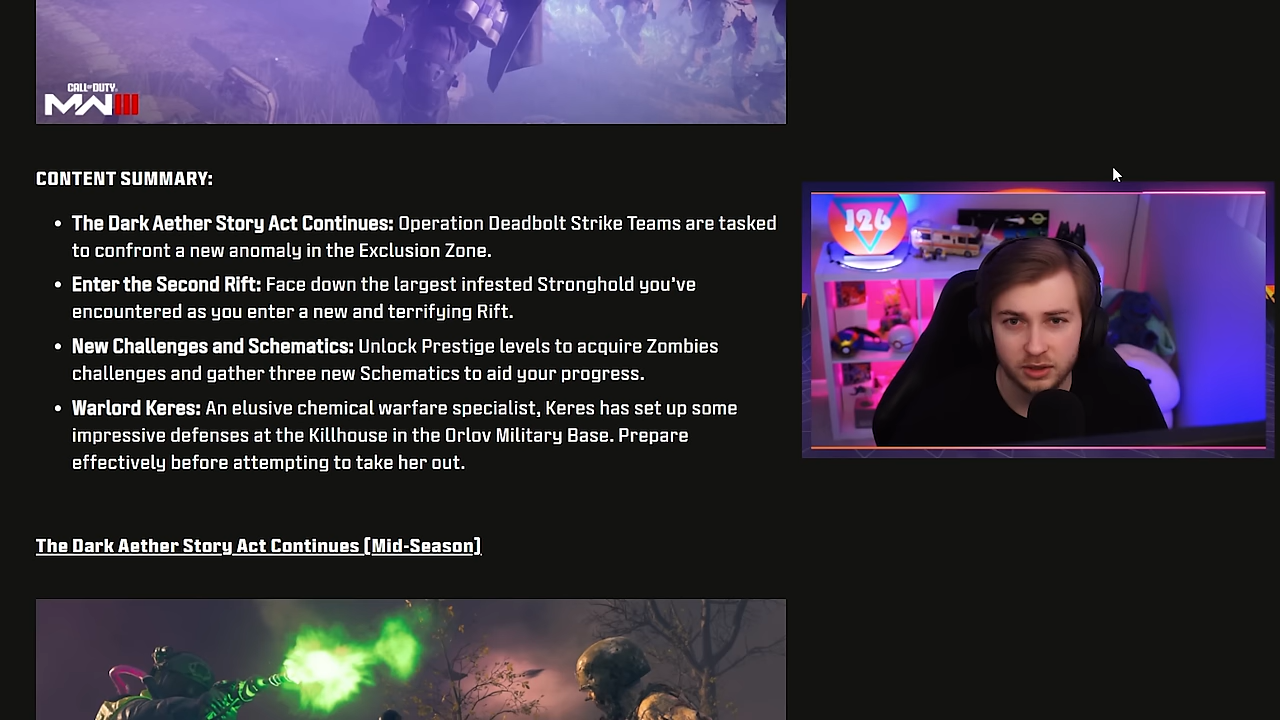 CALL OF DUTY
MWIII
CONTENT SUMMARY:
• The Dark Aether Story Act Continues: Operation Deadbolt Strike Teams are tasked
to confront a new anomaly in the Exclusion Zone.
• Enter the Second Rift: Face down the largest infested Stronghold you've
encountered as you enter a new and terrifying Rift.
• New Challenges and Schematics: Unlock Prestige levels to acquire Zombies
challenges and gather three new Schematics to aid your progress.
• Warlord Keres: An elusive chemical warfare specialist, Keres has set up some
impressive defenses at the Killhouse in the Orlov Military Base. Prepare
effectively before attempting to take her out.
J26
The Dark Aether Story Act Continues (Mid-Season)